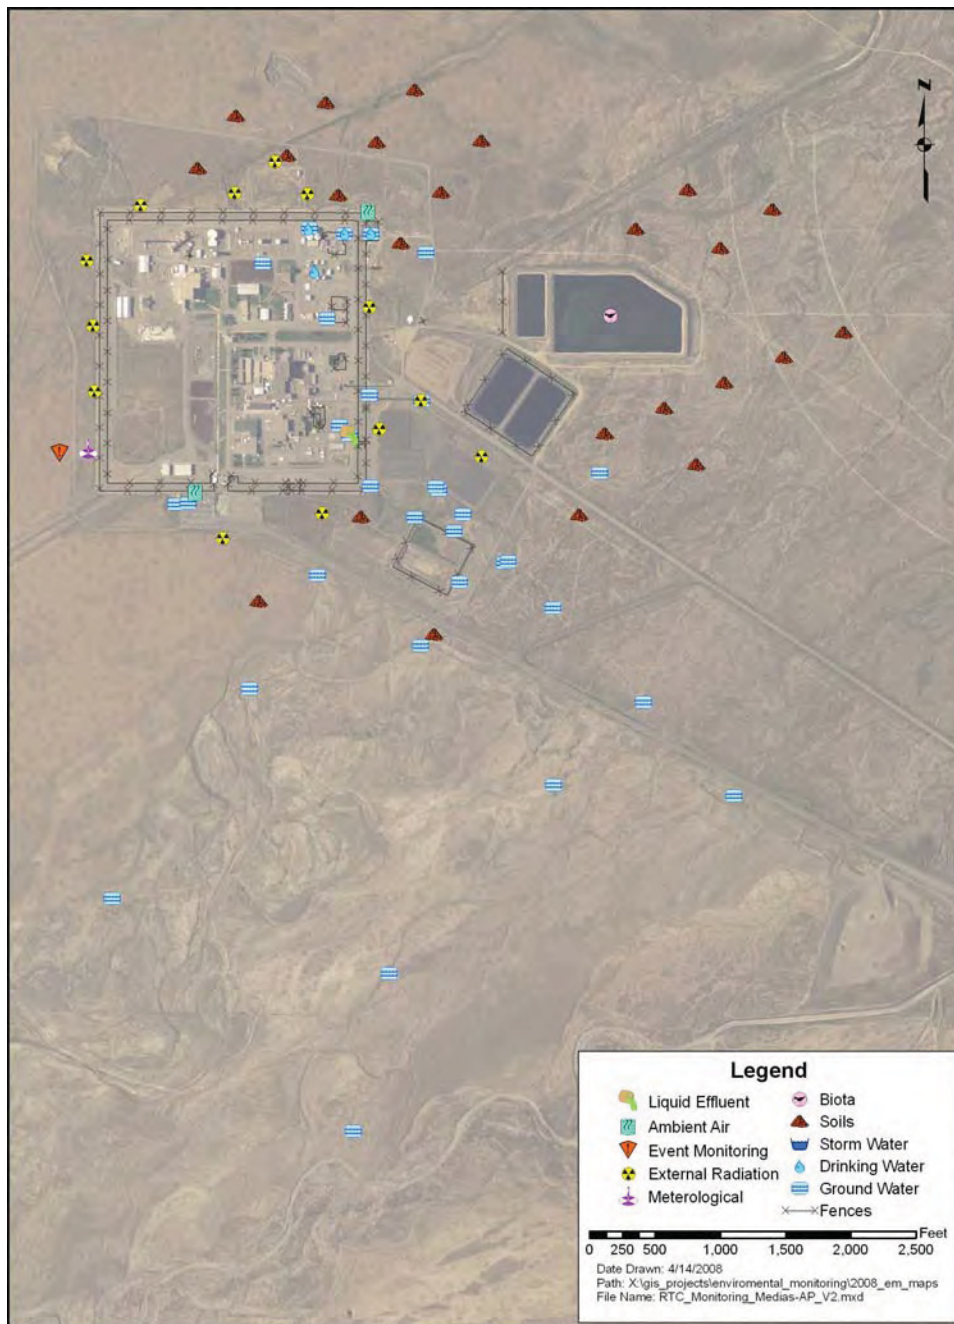 Z
Legend
Liquid Effluent
Ambient Air
Event Monitoring
External Radiation
Meterological
Biota
Soils
Storm Water
Drinking Water
Ground Water
Fences
Feet
0 250 500 1,000 1,500 2,000 2,500
Date Drawn: 4/14/2008
Path: X:\gis_projects\enviromental_monitoring\2008_em_maps
File Name: RTC_Monitoring_Medias-AP_V2.mxd